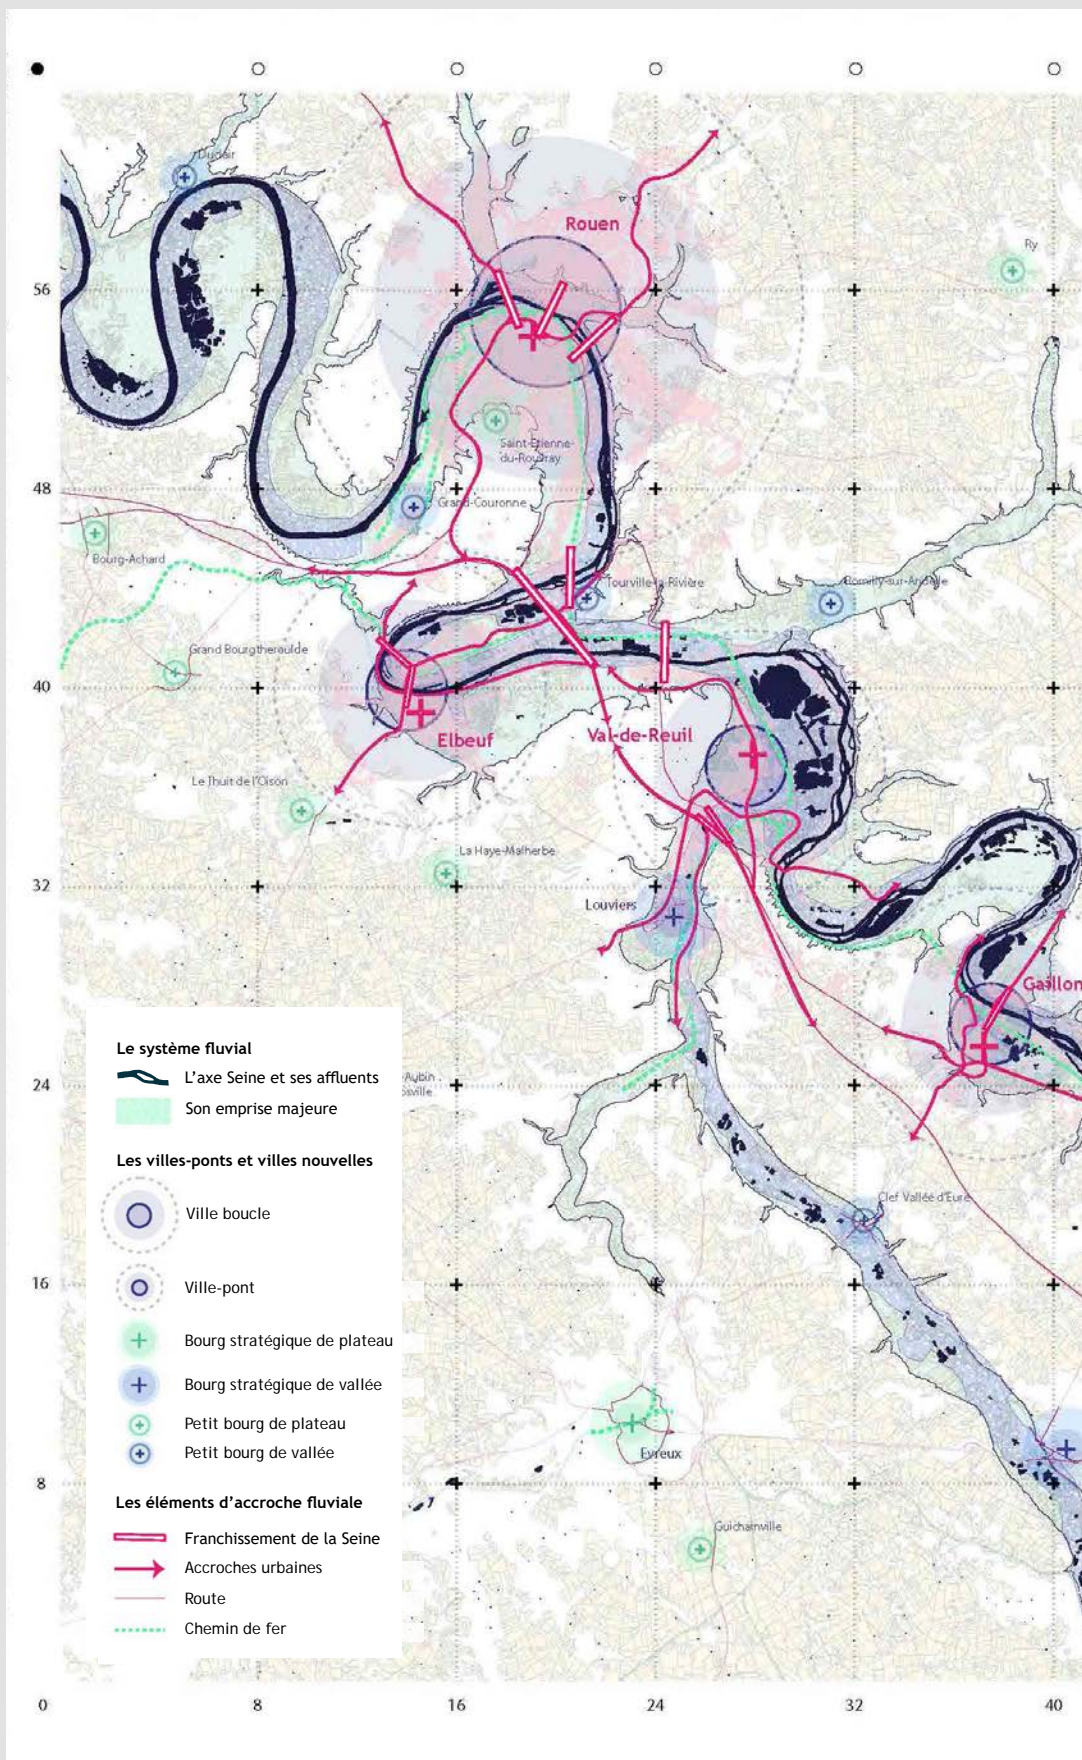 Duclair
Rouen
Ry
56
Saint-Etienne-
du-Rouvray
48
Grand-Couronne
Bourg-Achard
Tourville-la-Rivière
Romilly-sur-Andelle
Grand Bourgtheroulde
40
Elbeuf
Val-de-Reuil
Le Thuit de l'Oison
La Haye-Malherbe
32
Louviers
Gaillon
24
-Aubin
osville
Clef Vallée d'Eure
16
Evreux
8
Guichainville
Le système fluvial
L'axe Seine et ses affluents
Son emprise majeure
Les villes-ponts et villes nouvelles
Ville boucle
Ville-pont
Bourg stratégique de plateau
Bourg stratégique de vallée
Petit bourg de plateau
Petit bourg de vallée
Les éléments d'accroche fluviale
Franchissement de la Seine
Accroches urbaines
Route
Chemin de fer
0 8 16 24 32 40